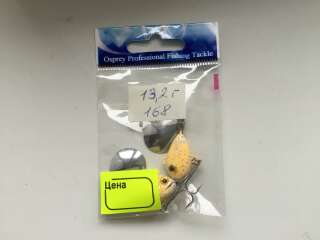 Osprey Professional Fishing Tackle
13,2 г
168
Цена